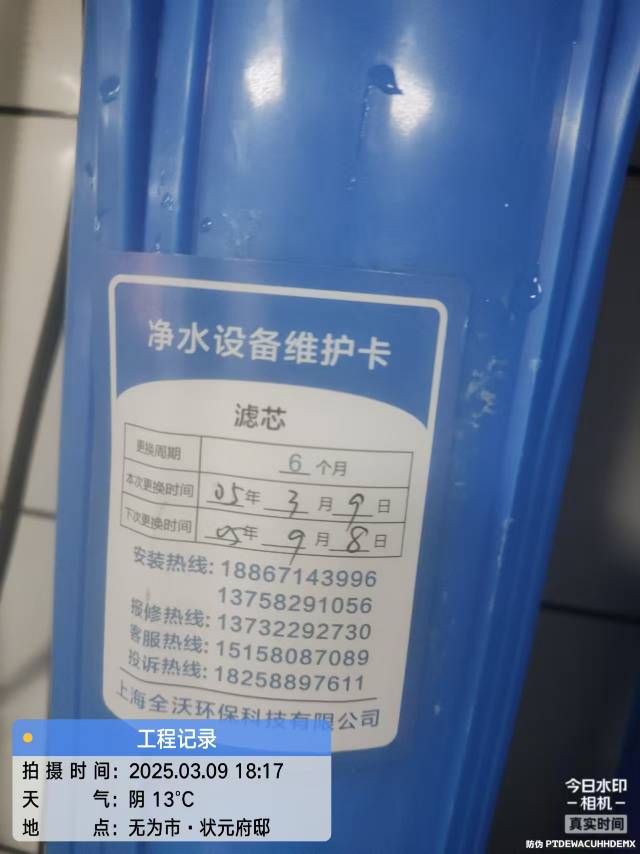 净水设备维护卡
滤芯
更换周期 6 个月
本次更换时间 25年 3 月 9 日
下次更换时间 25年 9 月 8 日
安装热线: 18867143996
13758291056
报修热线: 13732292730
客服热线: 15158087089
投诉热线: 18258897611
上海全沃环保科技有限公司
工程记录
拍摄时间: 2025.03.09 18:17
天气: 阴 13℃
地点: 无为市·状元府邸
今日水印
-相机-
真实时间
防伪 PTDEWACUHHDEMX